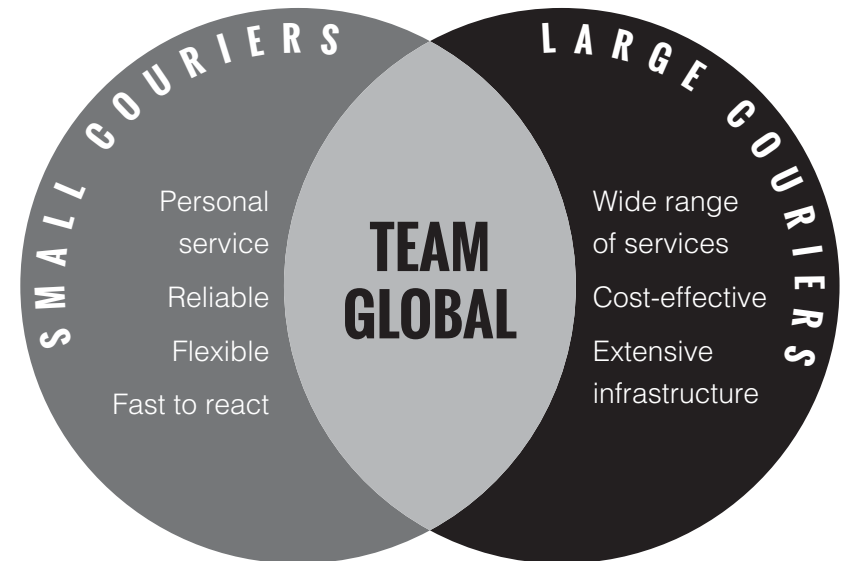 SMALL COURIERS
Personal
service
Reliable
Flexible
Fast to react
TEAM
GLOBAL
LARGE COURIERS
Wide range
of services
Cost-effective
Extensive
infrastructure